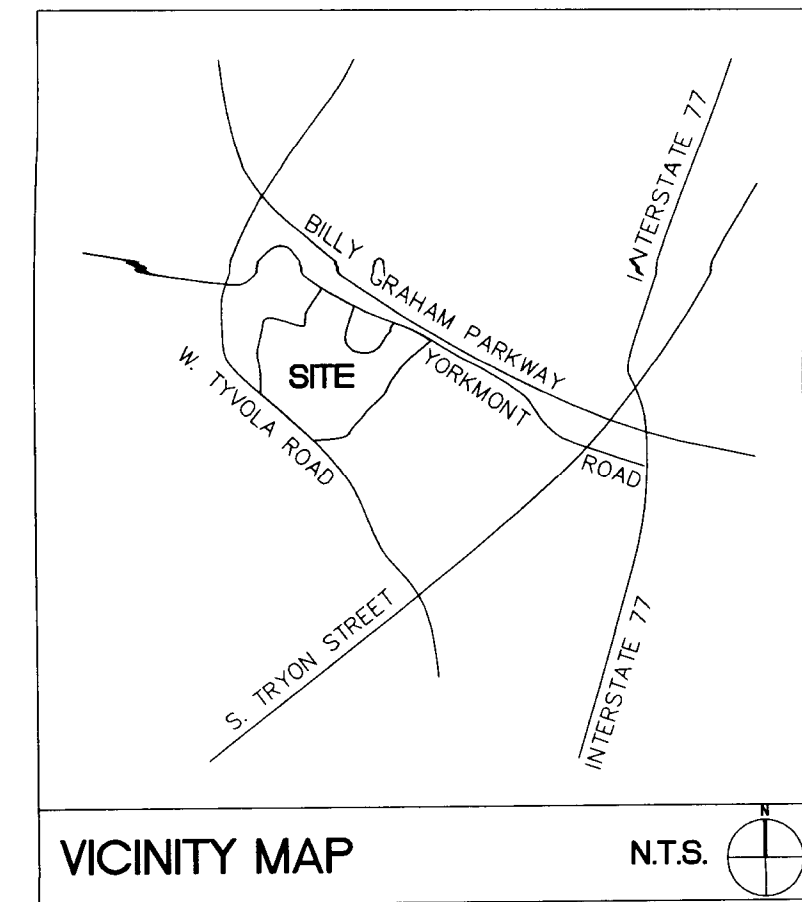 INTERSTATE 77
BILLY GRAHAM PARKWAY
SITE
YORKMONT
ROAD
W. TYVOLA ROAD
S. TRYON STREET
INTERSTATE 77
VICINITY MAP
N.T.S.
N